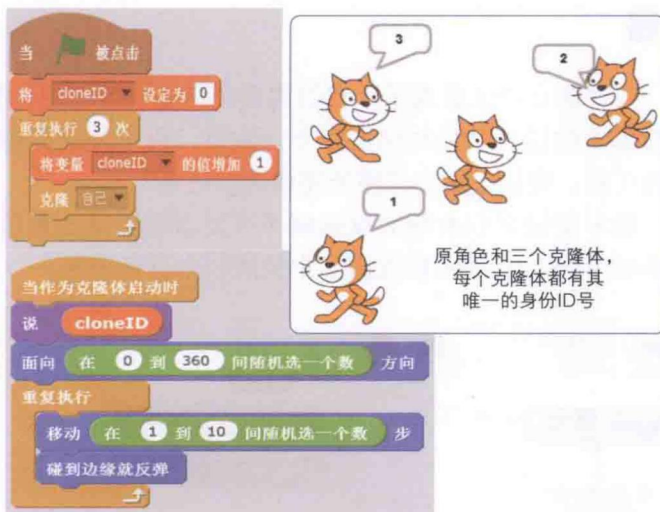 当 被点击
将 cloneID 设定为 0
重复执行 3 次
将变量 cloneID 的值增加 1
克隆 自己
当作为克隆体启动时
说 cloneID
面向 在 0 到 360 间随机选一个数 方向
重复执行
移动 在 1 到 10 间随机选一个数 步
碰到边缘就反弹
3
2
1
原角色和三个克隆体，
每个克隆体都有其
唯一的身份ID号